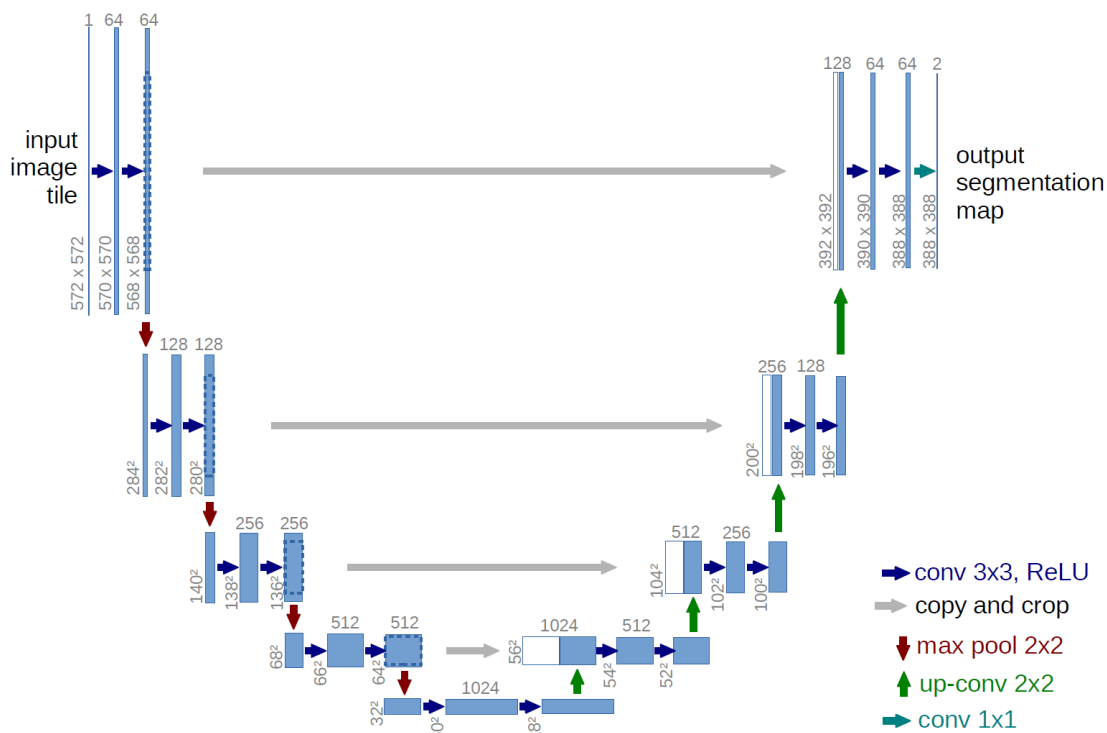 1
64
64
128
64
64
2
input
image
tile
output
segmentation
map
572 x 572
570 x 570
568 x 568
392 x 392
390 x 390
388 x 388
388 x 388
128
128
256
128
284²
282²
280²
200²
198²
196²
256
256
512
256
140²
138²
136²
104²
102²
100²
512
512
1024
512
68²
66²
64²
56²
54²
52²
1024
32²
conv 3x3, ReLU
copy and crop
max pool 2x2
up-conv 2x2
conv 1x1